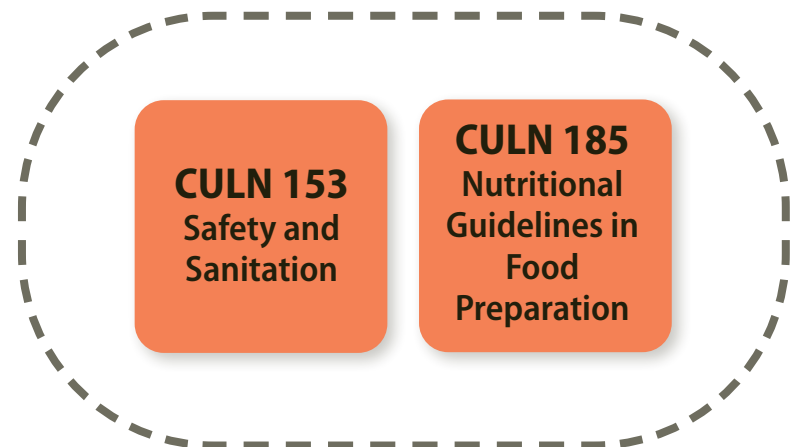 CULN 153
Safety and
Sanitation
CULN 185
Nutritional
Guidelines in
Food
Preparation